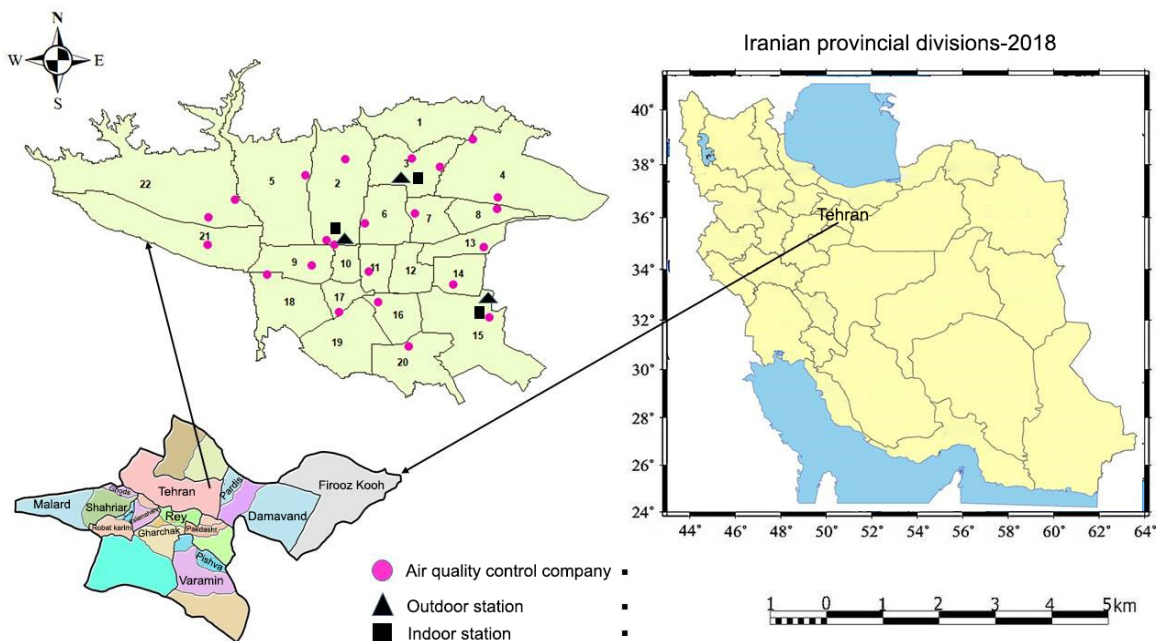 N
W E
S
Iranian provincial divisions-2018
1
2
3
4
5
6
7
8
9
10
11
12
13
14
15
16
17
18
19
20
21
22
40°
38°
36°
34°
32°
30°
28°
26°
24°
44° 46° 48° 50° 52° 54° 56° 58° 60° 62° 64°
Tehran
Firooz Kooh
Tehran
Pardis
Malard
Ghods
Shahriar
Damavand
Rey
Robat karim
Pakdasht
Gharchak
Pishva
Varamin
Air quality control company
Outdoor station
Indoor station
1 0 1 2 3 4 5 km